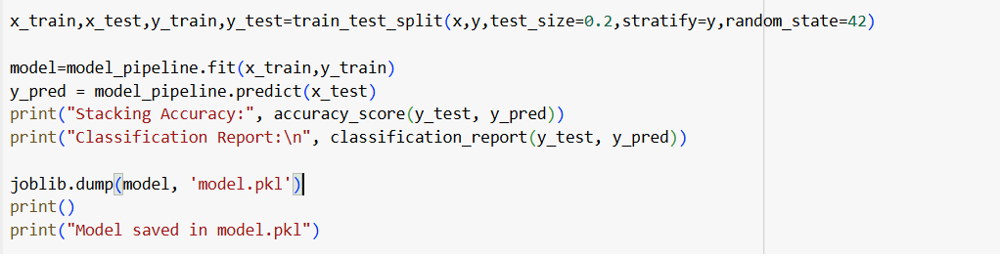 x_train,x_test,y_train,y_test=train_test_split(x,y,test_size=0.2,stratify=y,random_state=42)
model=model_pipeline.fit(x_train,y_train)
y_pred = model_pipeline.predict(x_test)
print("Stacking Accuracy:", accuracy_score(y_test, y_pred))
print("Classification Report:\n", classification_report(y_test, y_pred))
joblib.dump(model, 'model.pkl')
print()
print("Model saved in model.pkl")